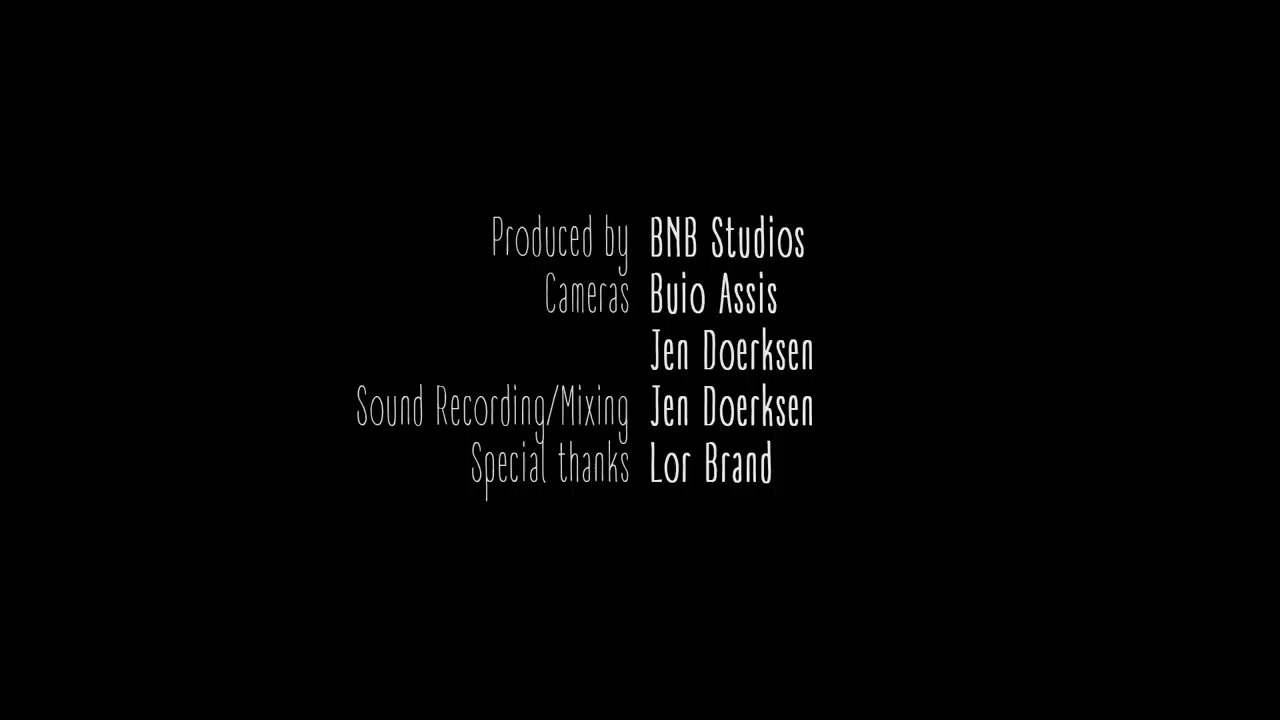 Produced by BNB Studios
Cameras Buio Assis
Jen Doerksen
Sound Recording/Mixing Jen Doerksen
Special thanks Lor Brand